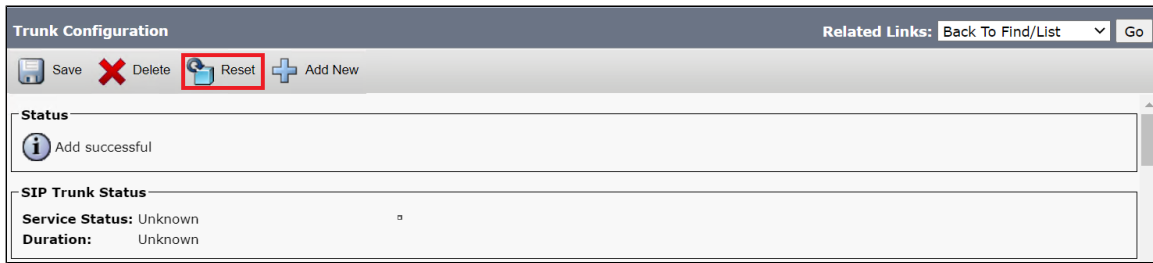 Trunk Configuration
Related Links: Back To Find/List Go
Save Delete Reset Add New
Status
i Add successful
SIP Trunk Status
Service Status: Unknown
Duration: Unknown